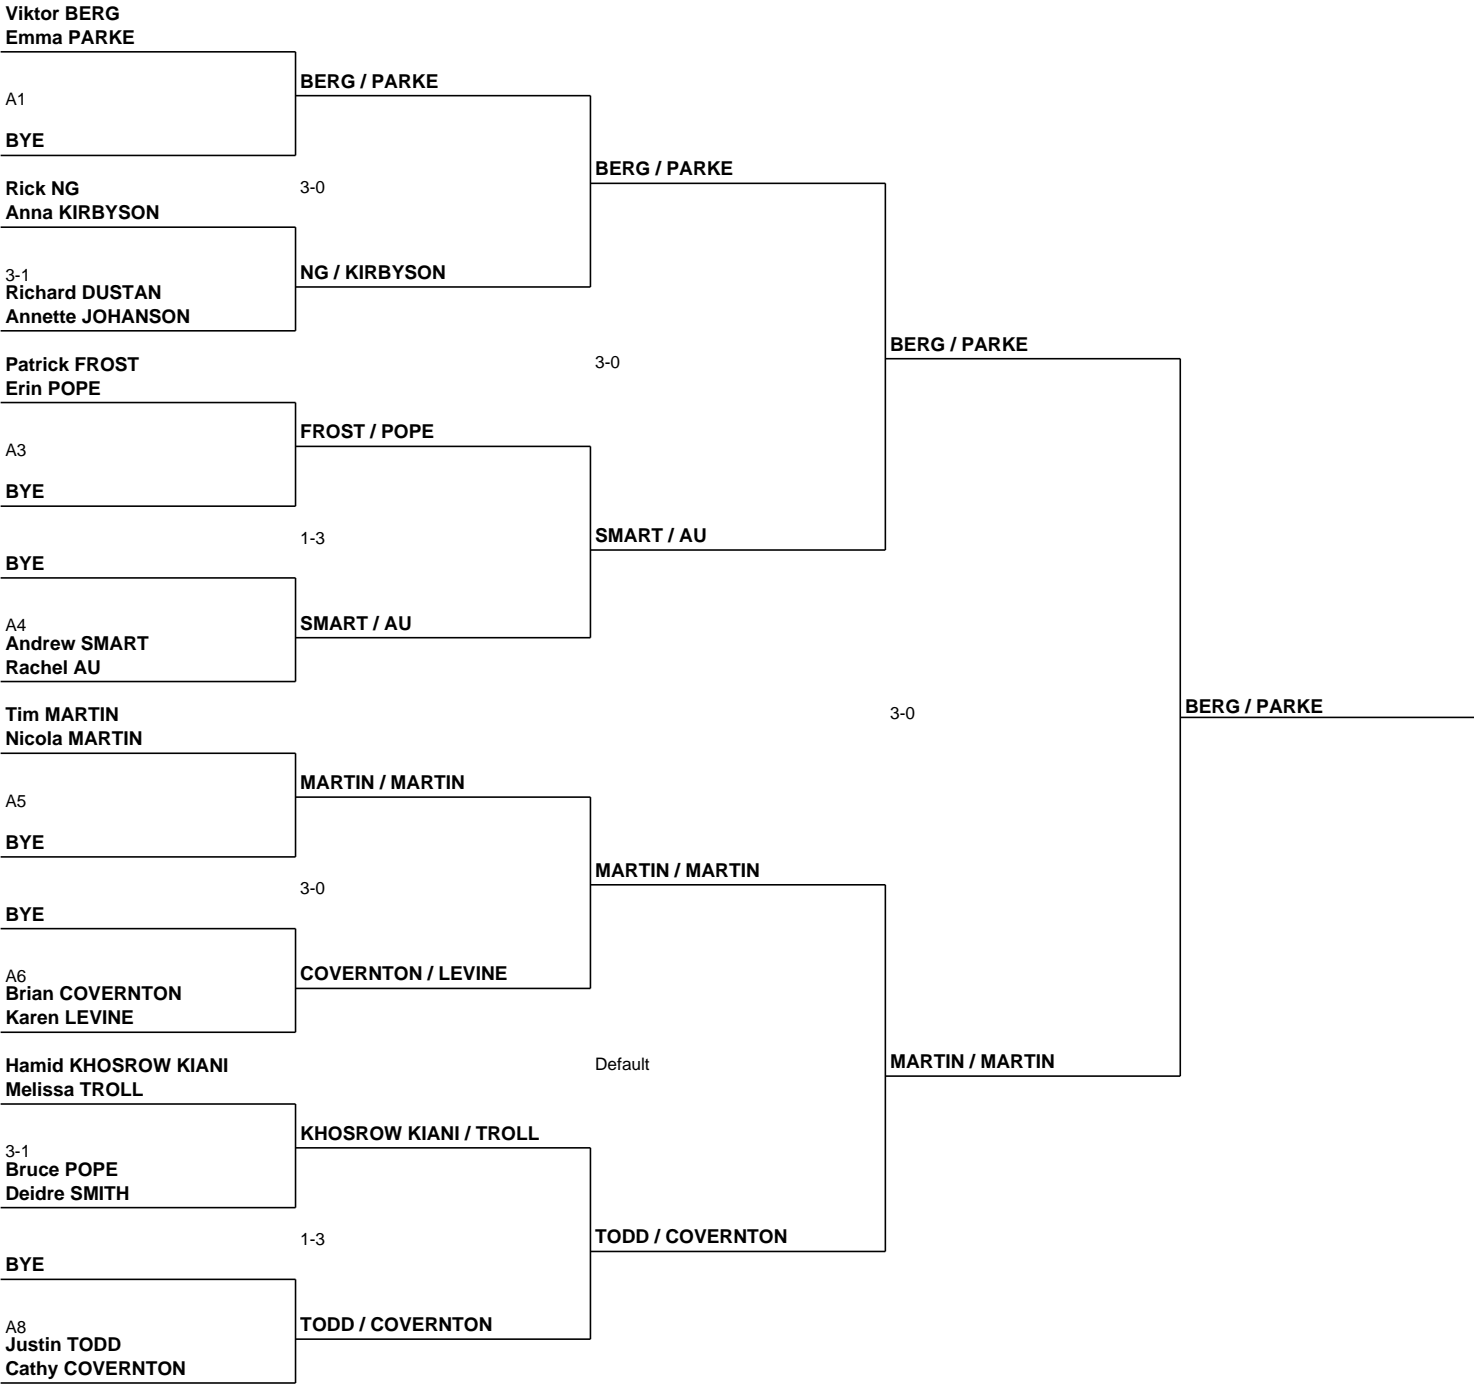 Viktor BERG
Emma PARKE
A1
BYE
Rick NG
Anna KIRBYSON
3-1
Richard DUSTAN
Annette JOHANSON
Patrick FROST
Erin POPE
A3
BYE
BYE
A4
Andrew SMART
Rachel AU
Tim MARTIN
Nicola MARTIN
A5
BYE
BYE
A6
Brian COVERNTON
Karen LEVINE
Hamid KHOSROW KIANI
Melissa TROLL
3-1
Bruce POPE
Deidre SMITH
BYE
A8
Justin TODD
Cathy COVERNTON
BERG / PARKE
3-0
NG / KIRBYSON
FROST / POPE
1-3
SMART / AU
MARTIN / MARTIN
3-0
COVERNTON / LEVINE
KHOSROW KIANI / TROLL
1-3
TODD / COVERNTON
BERG / PARKE
3-0
SMART / AU
MARTIN / MARTIN
Default
TODD / COVERNTON
BERG / PARKE
3-0
MARTIN / MARTIN
BERG / PARKE